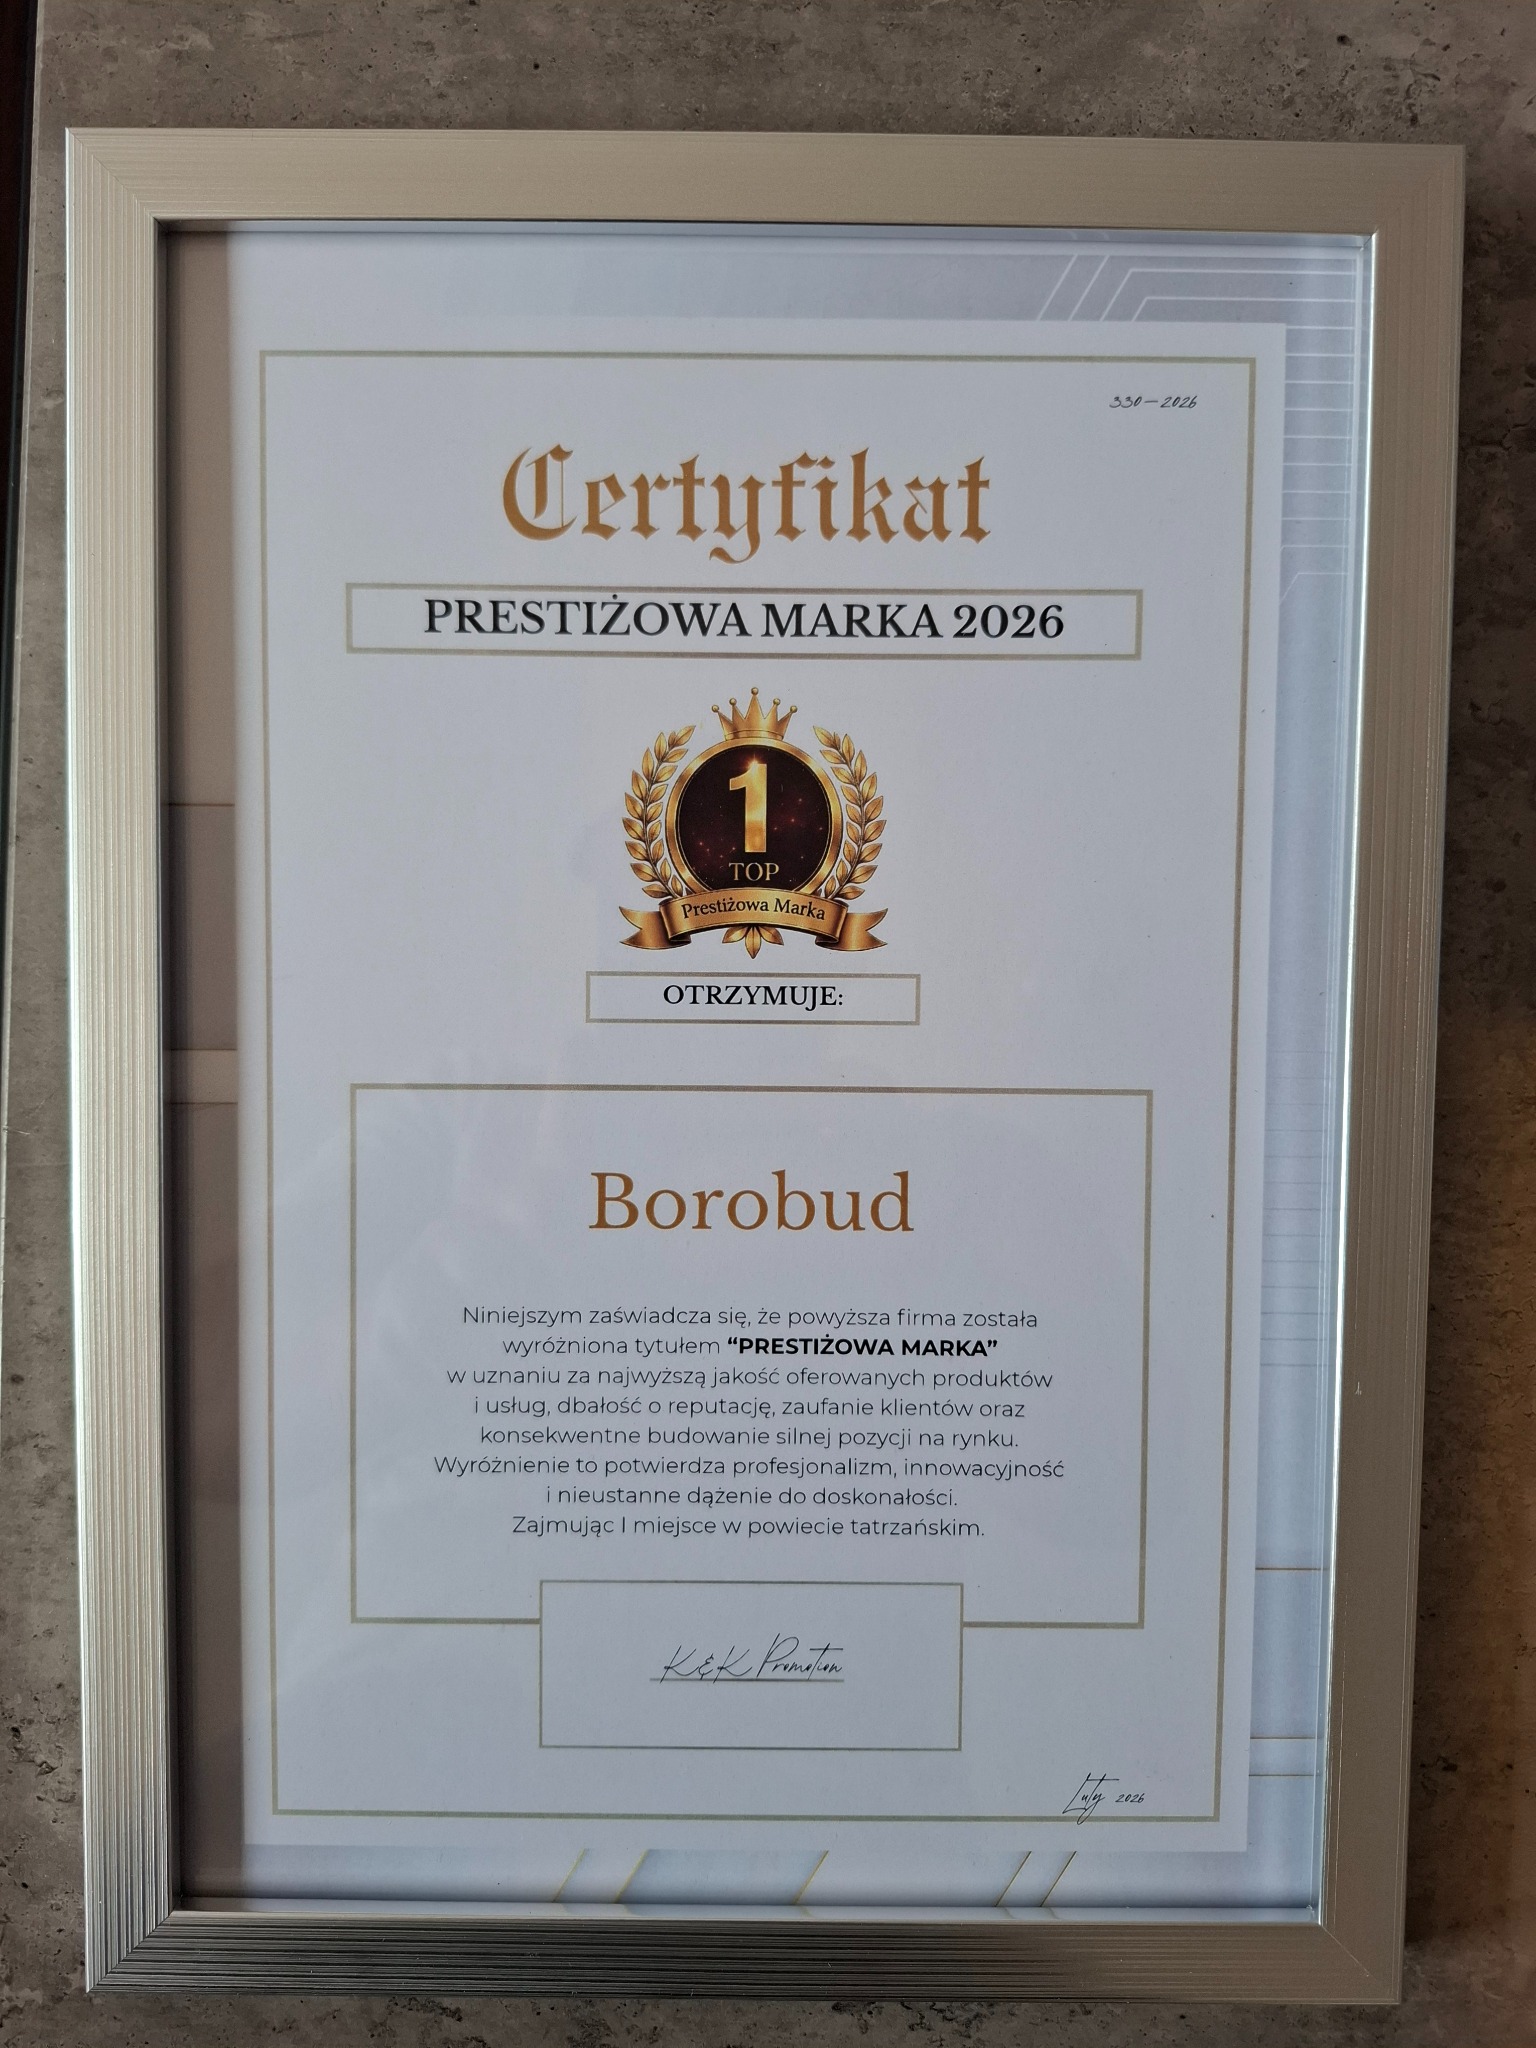 330-2026
Certyfikat
PRESTIŻOWA MARKA 2026
1
TOP
Prestiżowa Marka
OTRZYMUJE:
Borobud
Niniejszym zaświadcza się, że powyższa firma została
wyróżniona tytułem “PRESTIŻOWA MARKA”
w uznaniu za najwyższą jakość oferowanych produktów
i usług, dbałość o reputację, zaufanie klientów oraz
konsekwentne budowanie silnej pozycji na rynku.
Wyróżnienie to potwierdza profesjonalizm, innowacyjność
i nieustanne dążenie do doskonałości.
Zajmując I miejsce w powiecie tatrzańskim.
K&K Promotion
Luty 2026